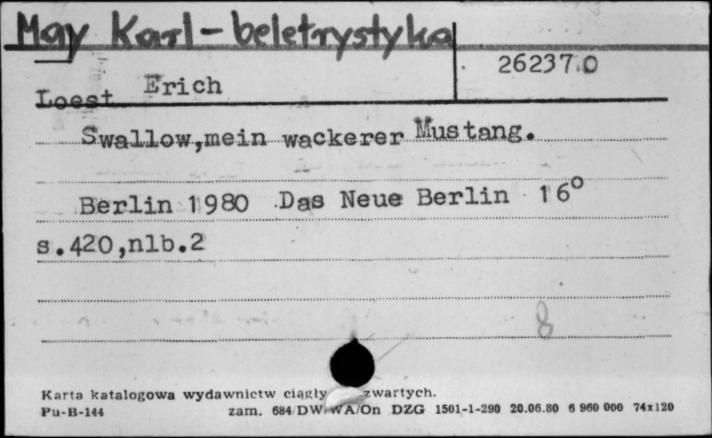 May Karl - beletrystyka
26237.0
Loest Erich
Swallow,mein wackerer Mustang.
Berlin 1980 Das Neue Berlin 16°
s.420,nlb.2
8
Karta katalogowa wydawnictw ciągły zwartych.
Pu-B-144 zam. 684/DW/WA/On DZG 1501-1-290 20.06.80 6 960 000 74x120